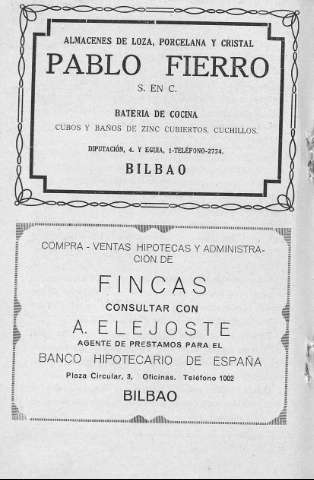 ALMACENES DE LOZA, PORCELANA Y CRISTAL
PABLO FIERRO
S. EN C.
BATERIA DE COCINA
CUBOS Y BAÑOS DE ZINC CUBIERTOS, CUCHILLOS.
DIPUTACIÓN, 4. Y EGUIA, 1-TELÉFONO-2724.
BILBAO
COMPRA - VENTAS HIPOTECAS Y ADMINISTRA-
CIÓN DE
FINCAS
CONSULTAR CON
A. ELEJOSTE
AGENTE DE PRESTAMOS PARA EL
BANCO HIPOTECARIO DE ESPAÑA
Plaza Circular, 3, Oficinas. Teléfono 1002
BILBAO